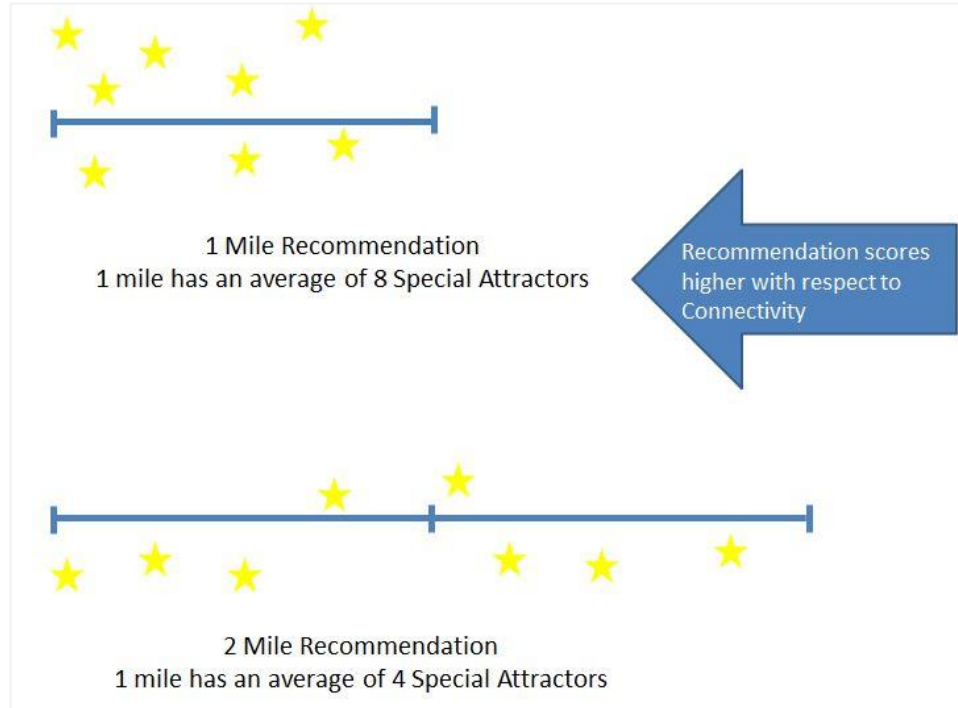 1 Mile Recommendation
1 mile has an average of 8 Special Attractors
Recommendation scores
higher with respect to
Connectivity
2 Mile Recommendation
1 mile has an average of 4 Special Attractors